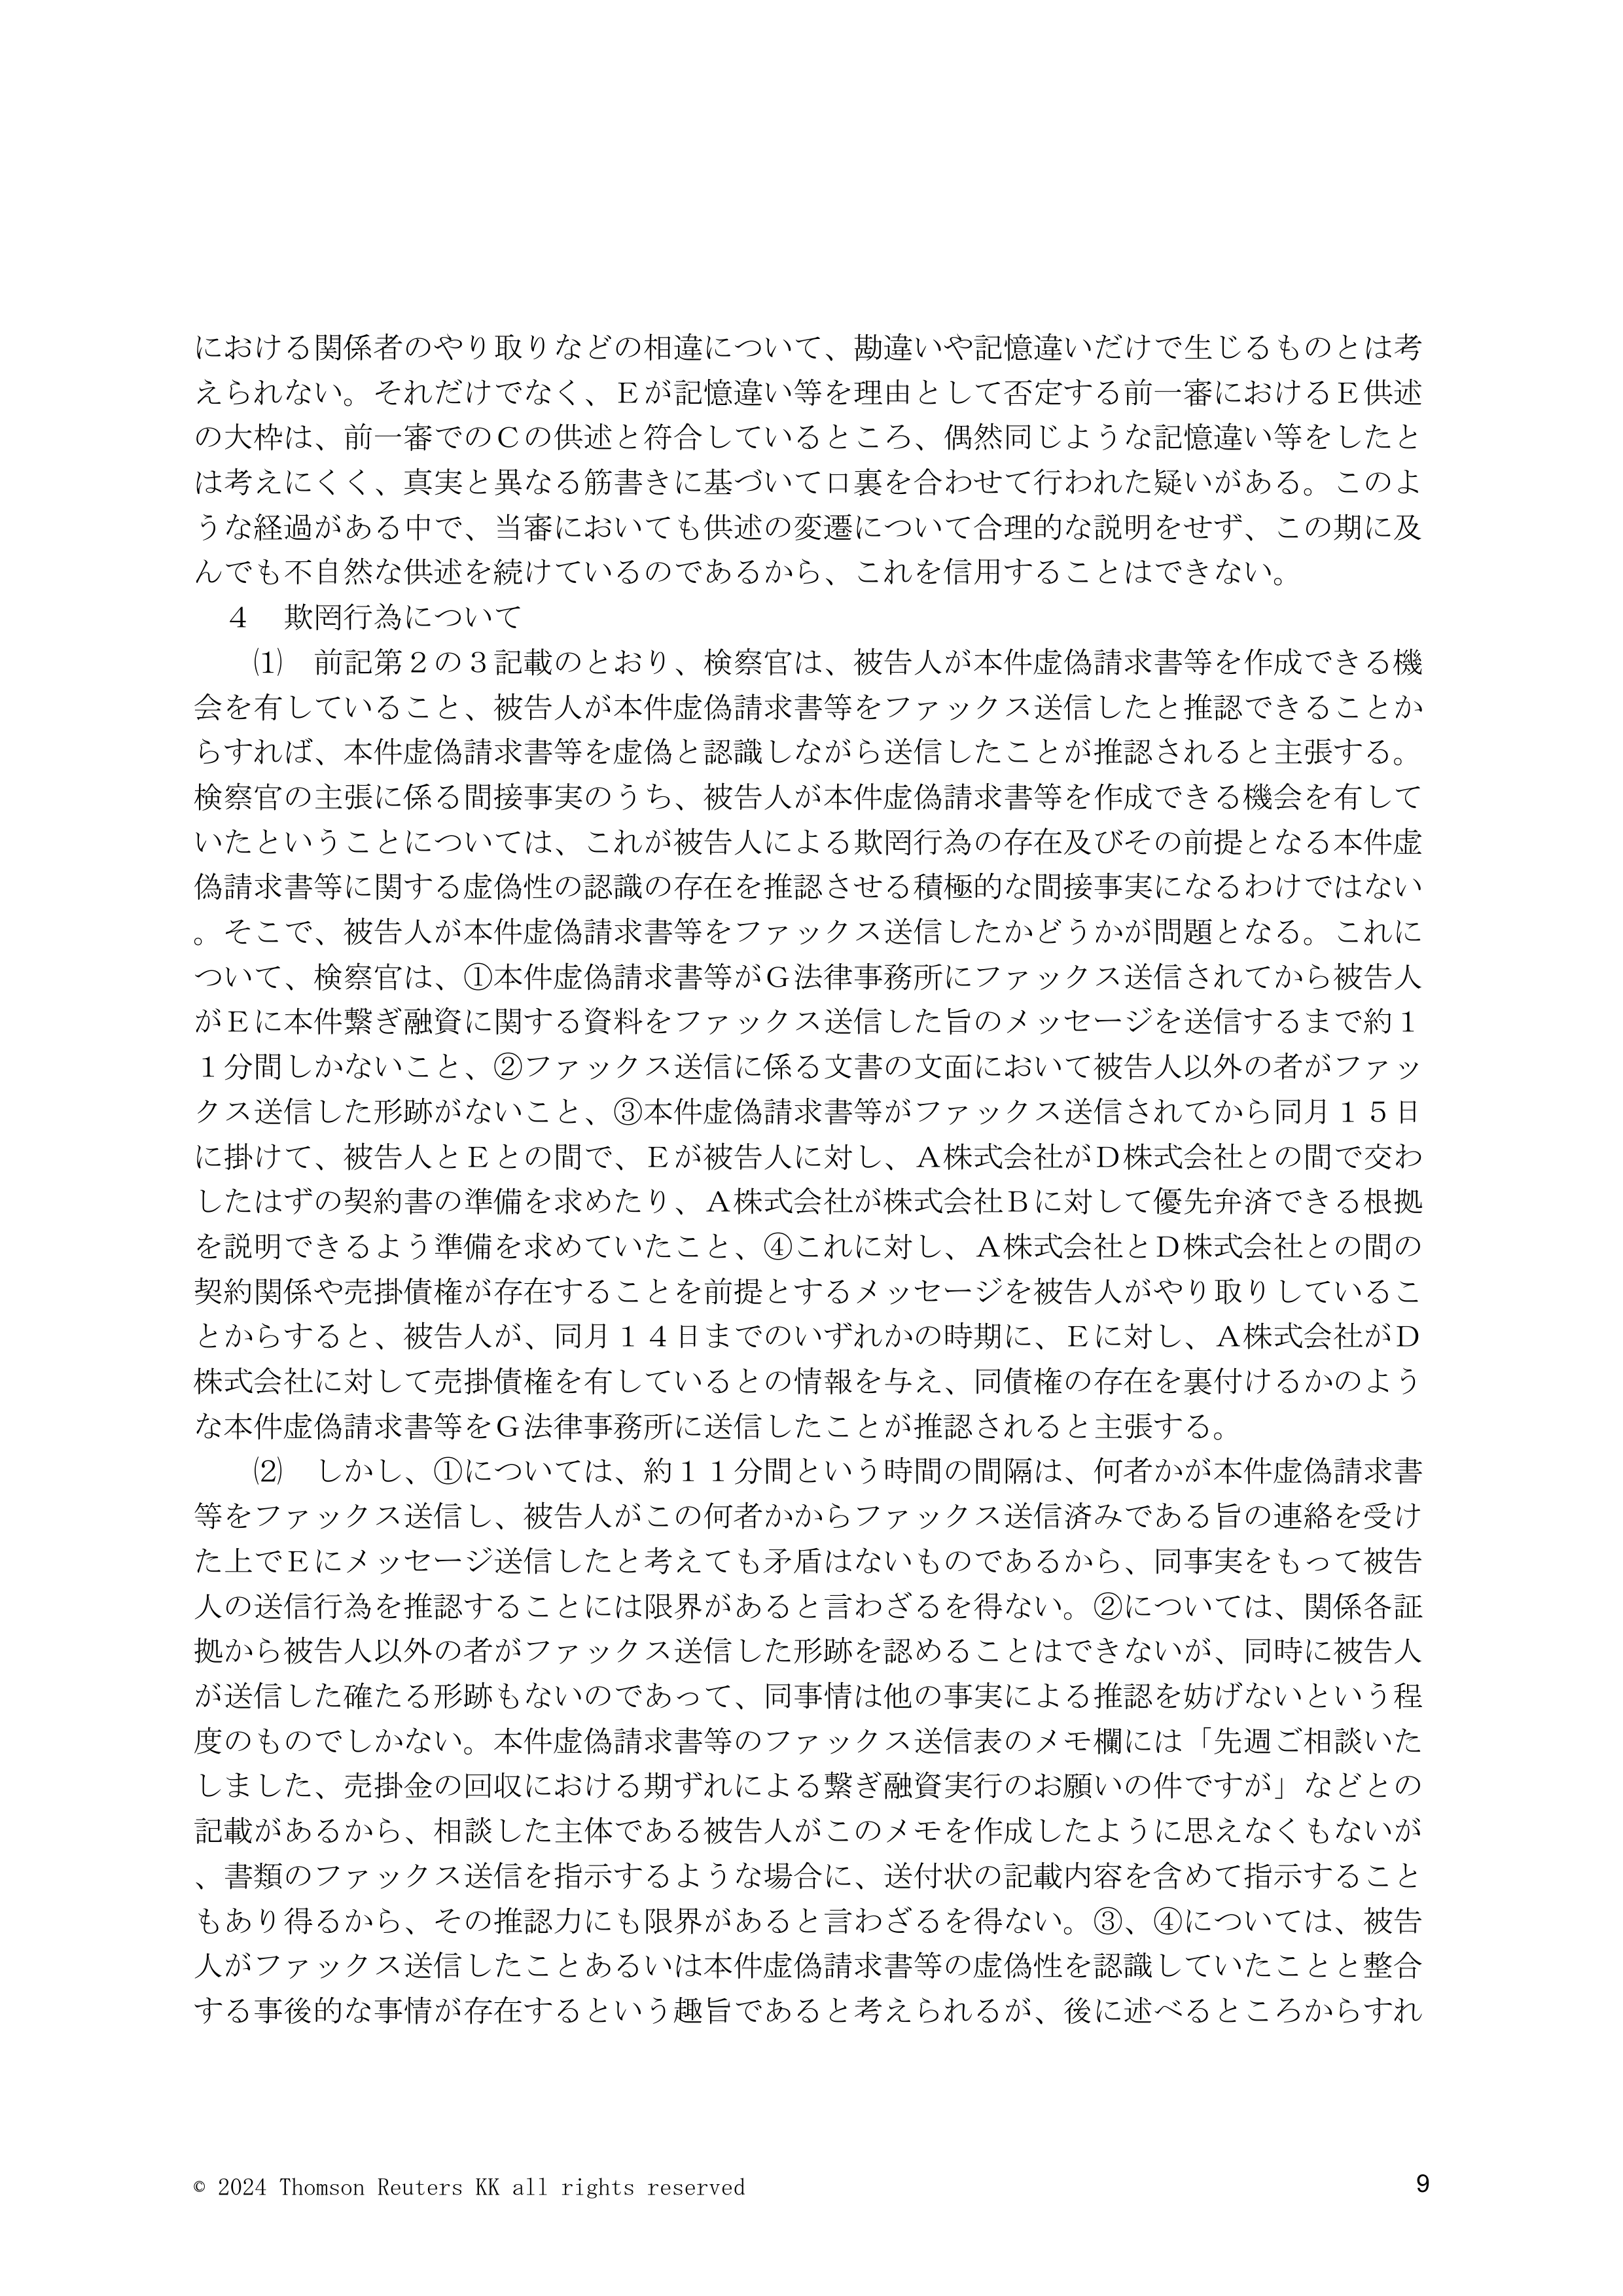 における関係者のやり取りなどの相違について、勘違いや記憶違いだけで生じるものとは考
えられない。それだけでなく、Ｅが記憶違い等を理由として否定する前一審におけるＥ供述
の大枠は、前一審でのＣの供述と符合しているところ、偶然同じような記憶違い等をしたと
は考えにくく、真実と異なる筋書きに基づいて口裏を合わせて行われた疑いがある。このよ
うな経過がある中で、当審においても供述の変遷について合理的な説明をせず、この期に及
んでも不自然な供述を続けているのであるから、これを信用することはできない。
４　欺罔行為について
⑴　前記第２の３記載のとおり、検察官は、被告人が本件虚偽請求書等を作成できる機
会を有していること、被告人が本件虚偽請求書等をファックス送信したと推認できることか
らすれば、本件虚偽請求書等を虚偽と認識しながら送信したことが推認されると主張する。
検察官の主張に係る間接事実のうち、被告人が本件虚偽請求書等を作成できる機会を有して
いたということについては、これが被告人による欺罔行為の存在及びその前提となる本件虚
偽請求書等に関する虚偽性の認識の存在を推認させる積極的な間接事実になるわけではない
。そこで、被告人が本件虚偽請求書等をファックス送信したかどうかが問題となる。これに
ついて、検察官は、①本件虚偽請求書等がＧ法律事務所にファックス送信されてから被告人
がＥに本件繋ぎ融資に関する資料をファックス送信した旨のメッセージを送信するまで約１
１分間しかないこと、②ファックス送信に係る文書の文面において被告人以外の者がファッ
クス送信した形跡がないこと、③本件虚偽請求書等がファックス送信されてから同月１５日
に掛けて、被告人とＥとの間で、Ｅが被告人に対し、Ａ株式会社がＤ株式会社との間で交わ
したはずの契約書の準備を求めたり、Ａ株式会社が株式会社Ｂに対して優先弁済できる根拠
を説明できるよう準備を求めていたこと、④これに対し、Ａ株式会社とＤ株式会社との間の
契約関係や売掛債権が存在することを前提とするメッセージを被告人がやり取りしているこ
とからすると、被告人が、同月１４日までのいずれかの時期に、Ｅに対し、Ａ株式会社がＤ
株式会社に対して売掛債権を有しているとの情報を与え、同債権の存在を裏付けるかのよう
な本件虚偽請求書等をＧ法律事務所に送信したことが推認されると主張する。
⑵　しかし、①については、約１１分間という時間の間隔は、何者かが本件虚偽請求書
等をファックス送信し、被告人がこの何者かからファックス送信済みである旨の連絡を受け
た上でＥにメッセージ送信したと考えても矛盾はないものであるから、同事実をもって被告
人の送信行為を推認することには限界があると言わざるを得ない。②については、関係各証
拠から被告人以外の者がファックス送信した形跡を認めることはできないが、同時に被告人
が送信した確たる形跡もないのであって、同事情は他の事実による推認を妨げないという程
度のものでしかない。本件虚偽請求書等のファックス送信表のメモ欄には「先週ご相談いた
しました、売掛金の回収における期ずれによる繋ぎ融資実行のお願いの件ですが」などとの
記載があるから、相談した主体である被告人がこのメモを作成したように思えなくもないが
、書類のファックス送信を指示するような場合に、送付状の記載内容を含めて指示すること
もあり得るから、その推認力にも限界があると言わざるを得ない。③、④については、被告
人がファックス送信したことあるいは本件虚偽請求書等の虚偽性を認識していたことと整合
する事後的な事情が存在するという趣旨であると考えられるが、後に述べるところからすれ
© 2024 Thomson Reuters KK all rights reserved
9